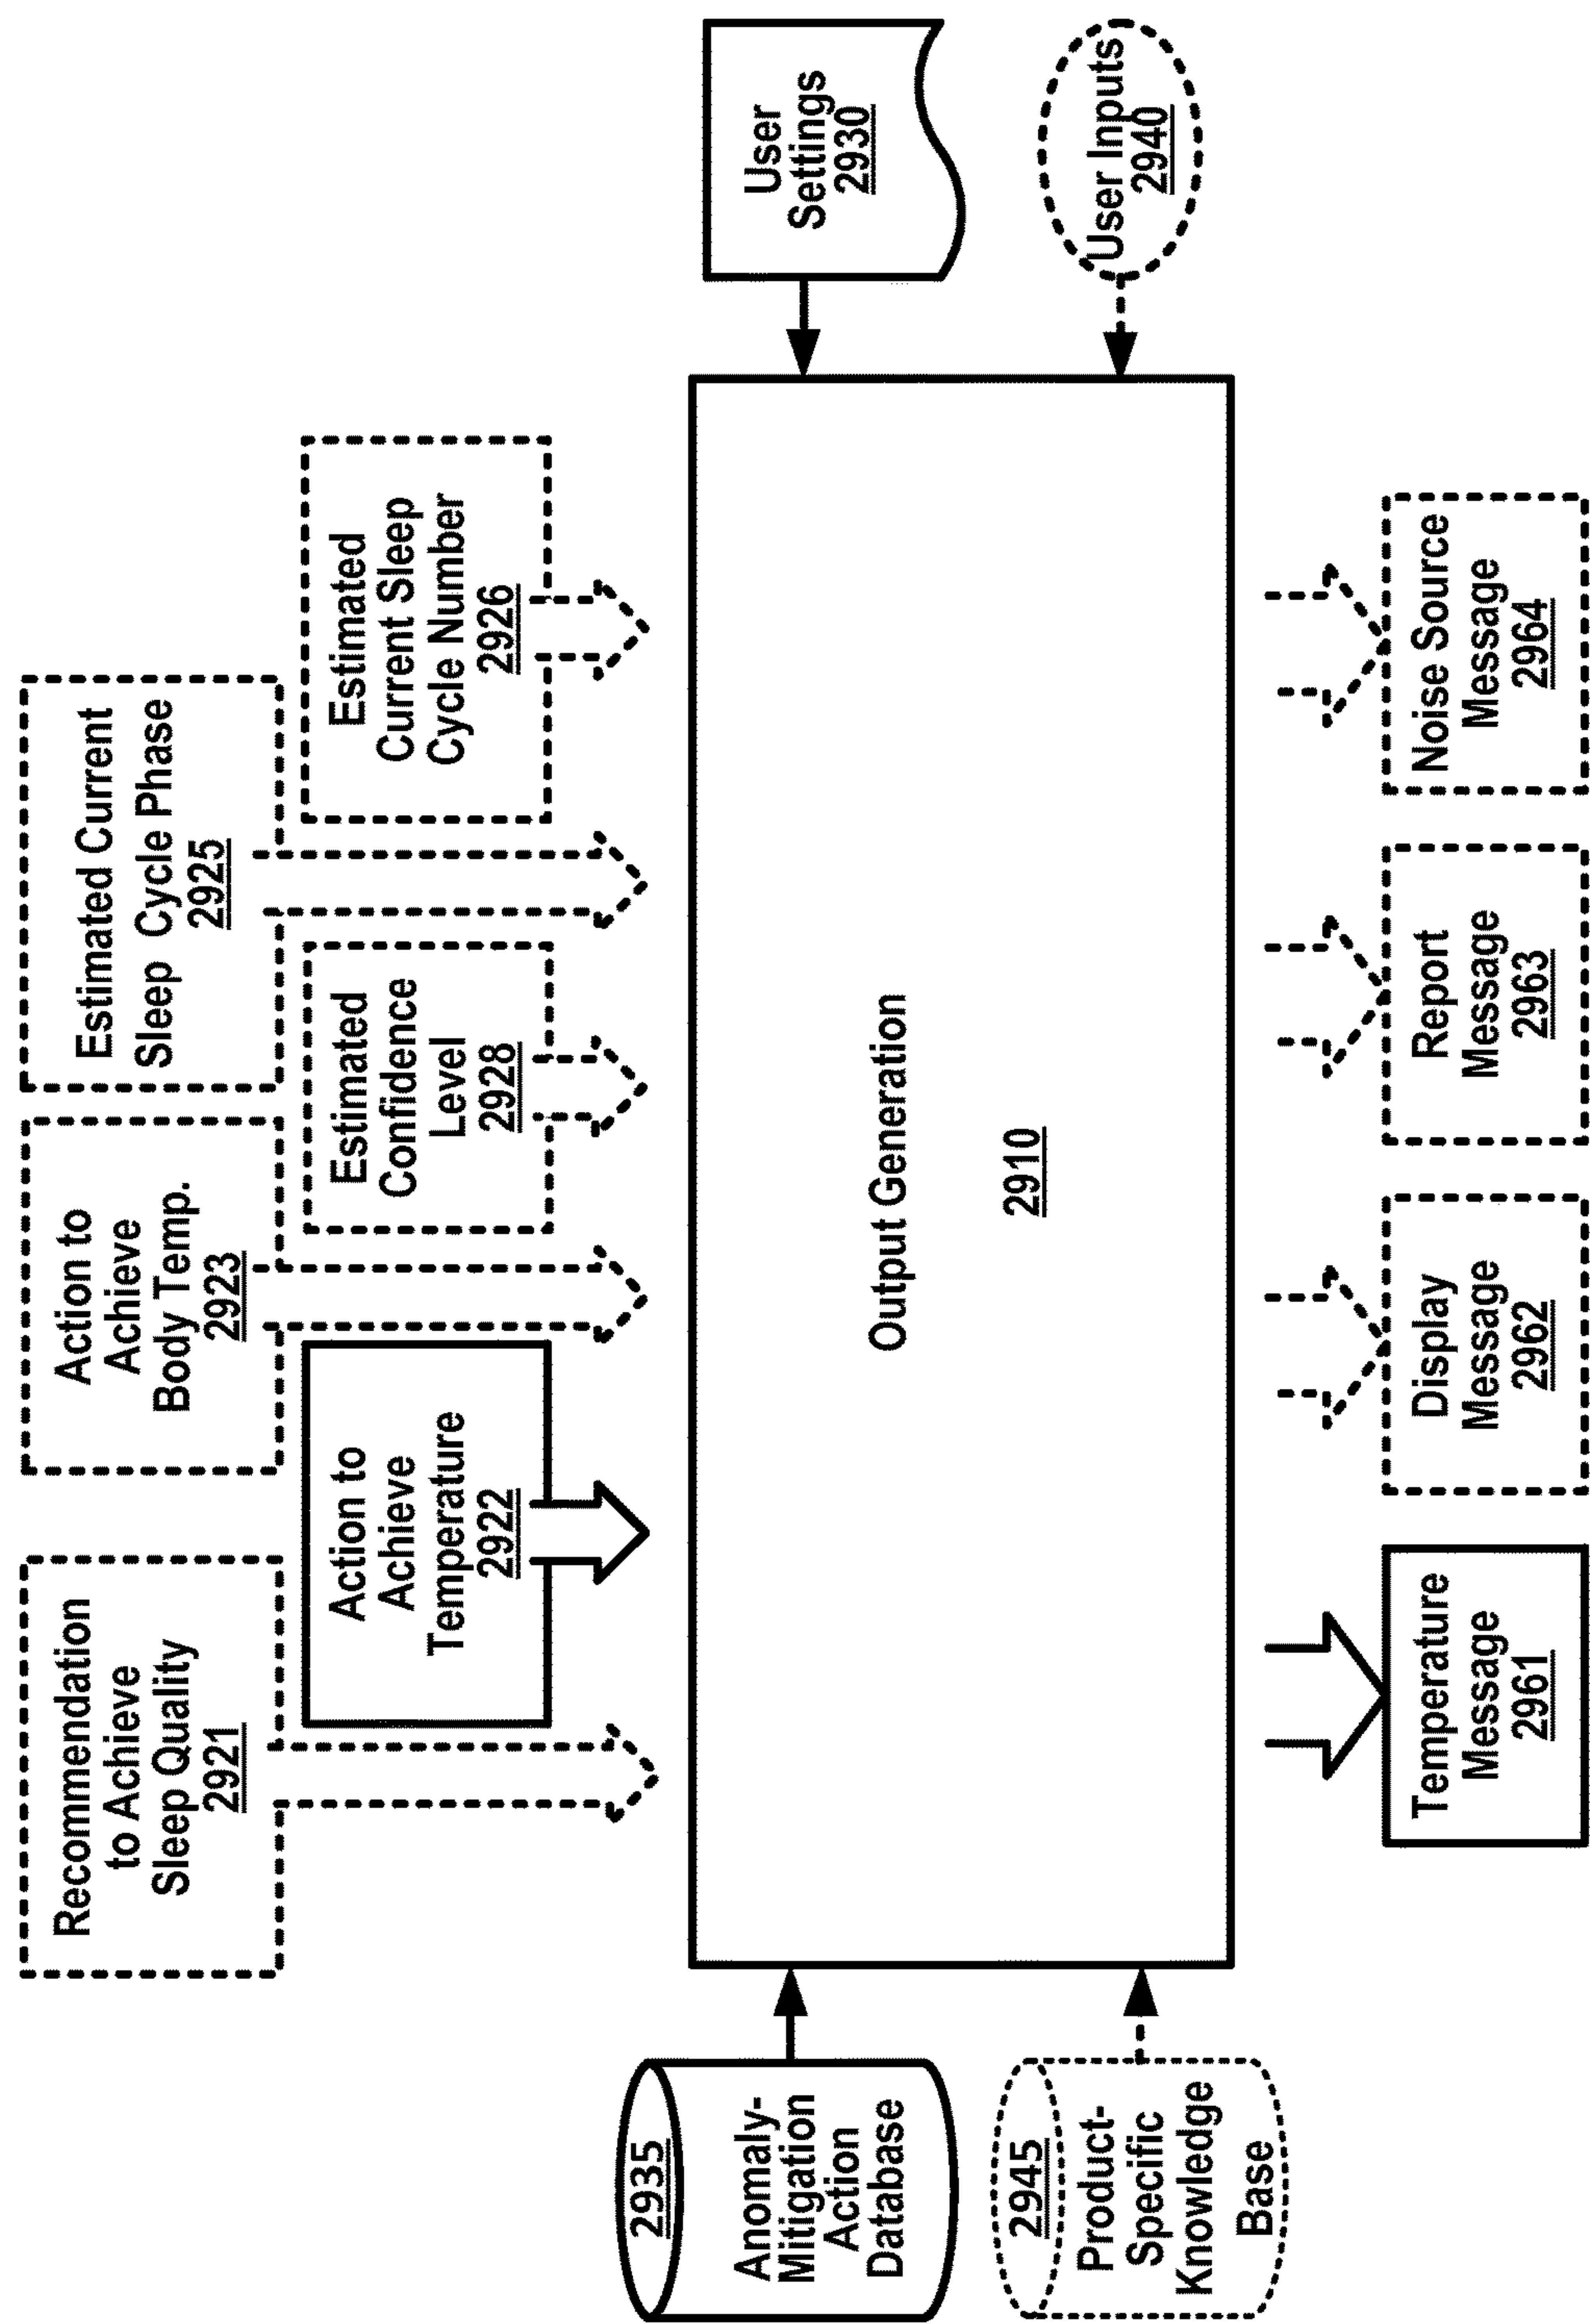 Recommendation
to Achieve
Sleep Quality
2921
Action to
Achieve
Body Temp.
2923
Estimated Current
Sleep Cycle Phase
2925
Action to
Achieve
Temperature
2922
Estimated
Confidence
Level
2928
Estimated
Current Sleep
Cycle Number
2926
2935
Anomaly-
Mitigation
Action
Database
2945
Product-
Specific
Knowledge
Base
Output Generation
2910
User
Settings
2930
User Inputs
2940
Temperature
Message
2961
Display
Message
2962
Report
Message
2963
Noise Source
Message
2964